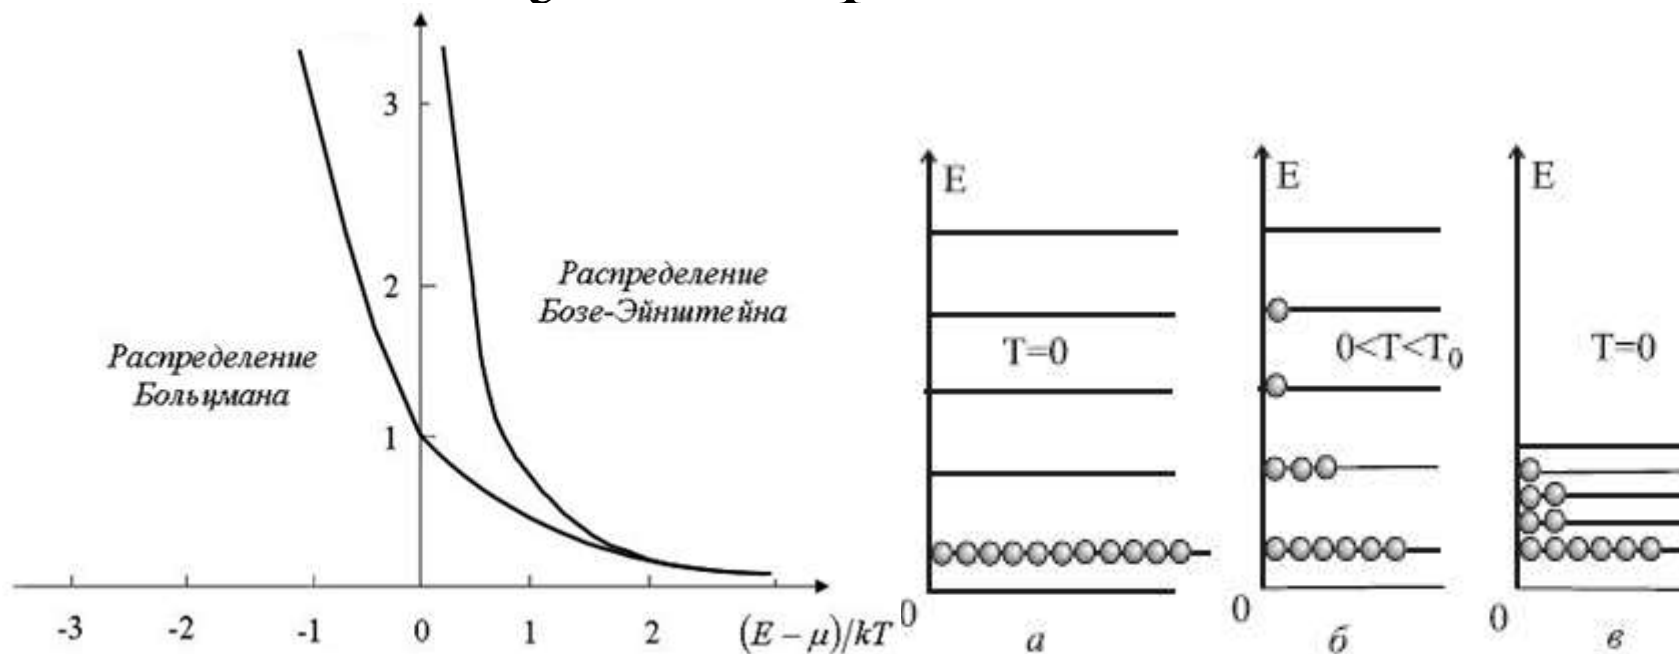 3
2
1
Распределение
Бозе-Эйнштейна
Распределение
Больцмана
-3 -2 -1 0 1 2 (E − μ)/kT
E
T=0
0
а
E
0<T<T₀
0
б
E
T=0
0
в